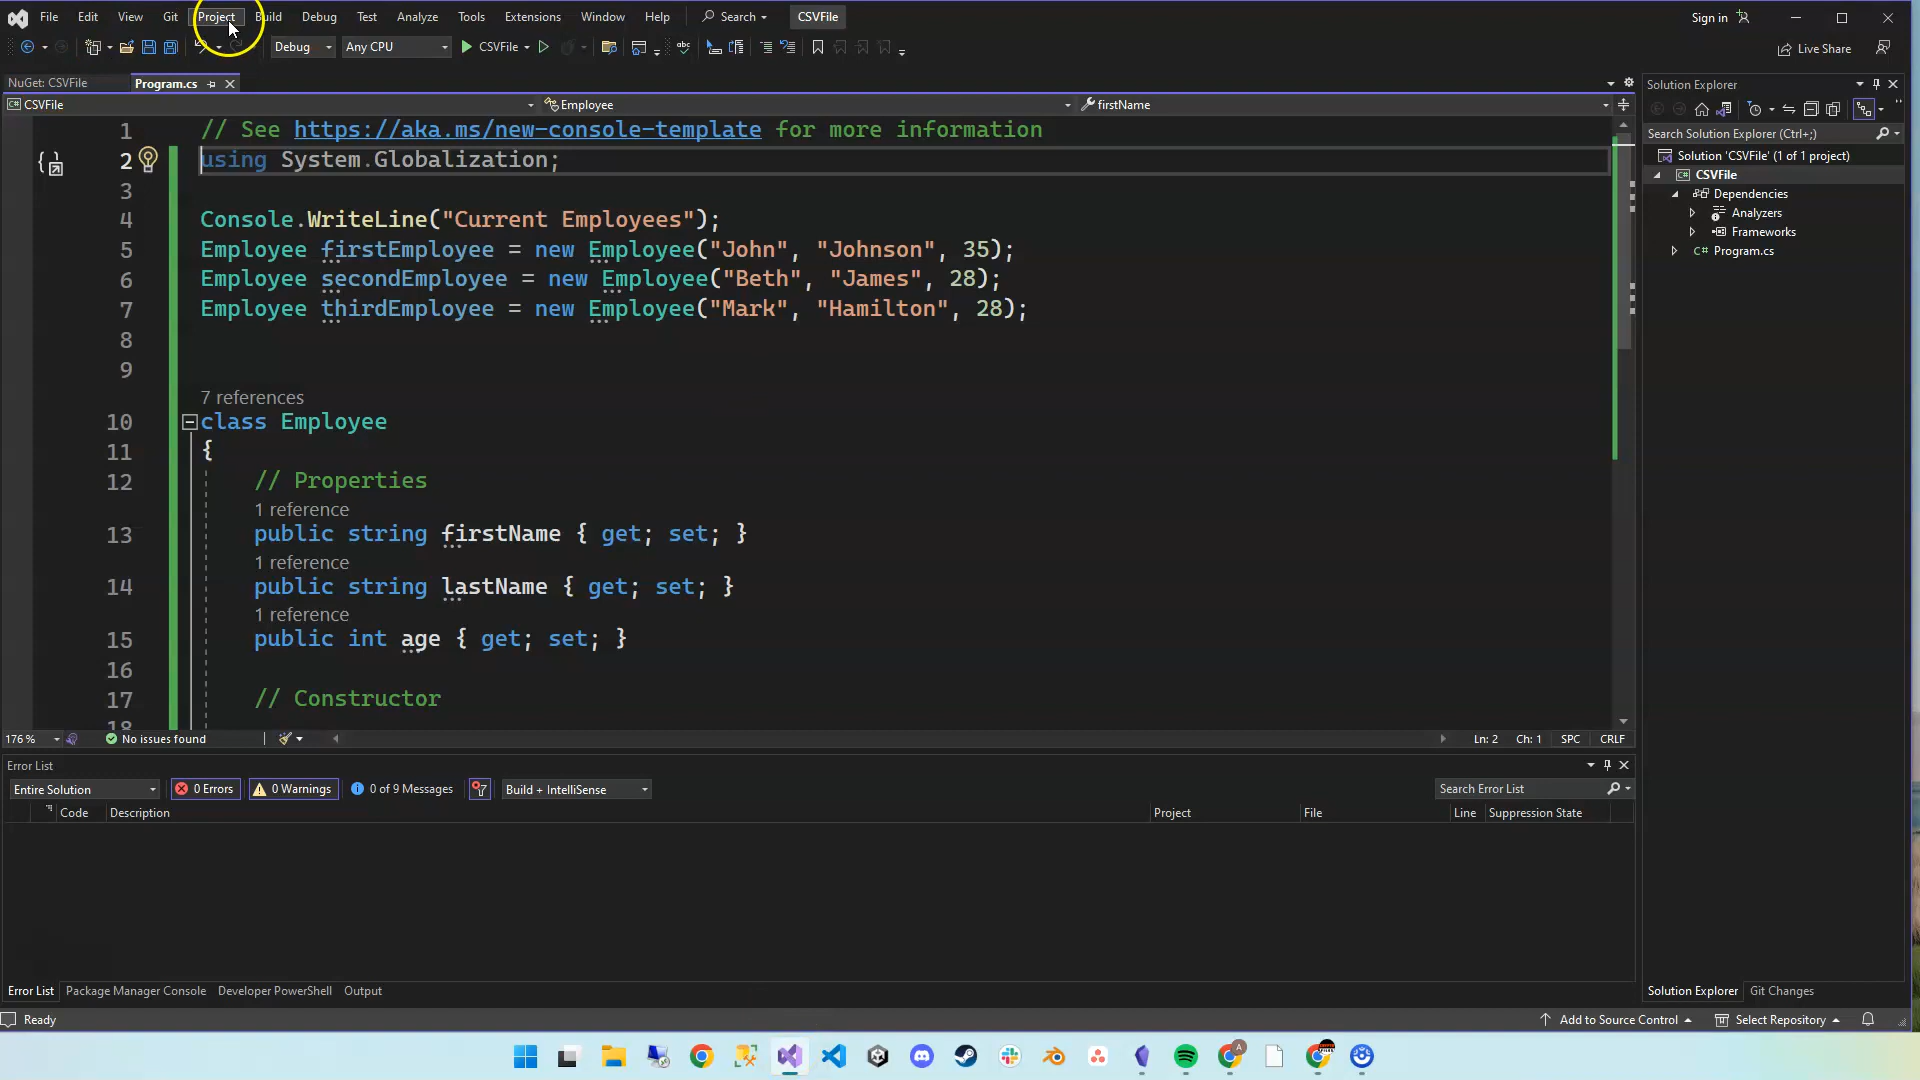 File Edit View Git Project Build Debug Test Analyze Tools Extensions Window Help Search CSVFile Sign in
Debug Any CPU CSVFile Live Share
NuGet: CSVFile Program.cs
CSVFile Employee firstName
1 // See https://aka.ms/new-console-template for more information
2 using System.Globalization;
3
4 Console.WriteLine("Current Employees");
5 Employee firstEmployee = new Employee("John", "Johnson", 35);
6 Employee secondEmployee = new Employee("Beth", "James", 28);
7 Employee thirdEmployee = new Employee("Mark", "Hamilton", 28);
8
9
7 references
10 class Employee
11 {
12 // Properties
1 reference
13 public string firstName { get; set; }
1 reference
14 public string lastName { get; set; }
1 reference
15 public int age { get; set; }
16
17 // Constructor
18
176 % No issues found Ln: 2 Ch: 1 SPC CRLF
Error List
Entire Solution 0 Errors 0 Warnings 0 of 9 Messages Build + IntelliSense Search Error List
Code Description Project File Line Suppression State
Error List Package Manager Console Developer PowerShell Output
Solution Explorer
Search Solution Explorer (Ctrl+;)
Solution 'CSVFile' (1 of 1 project)
CSVFile
Dependencies
Analyzers
Frameworks
C# Program.cs
Solution Explorer Git Changes
Ready Add to Source Control Select Repository